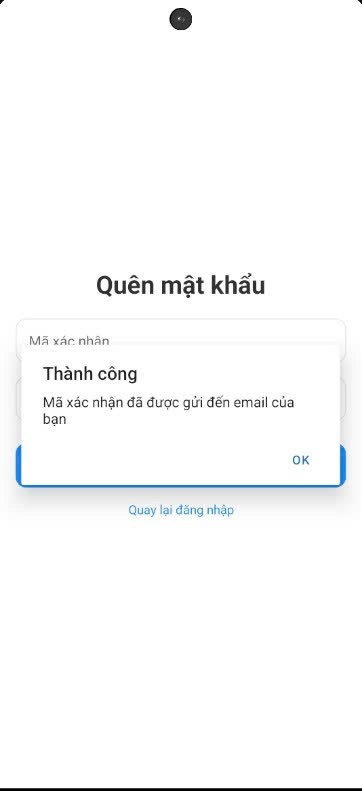 Quên mật khẩu
Mã xác nhận
Thành công
Mã xác nhận đã được gửi đến email của
bạn
OK
Quay lại đăng nhập